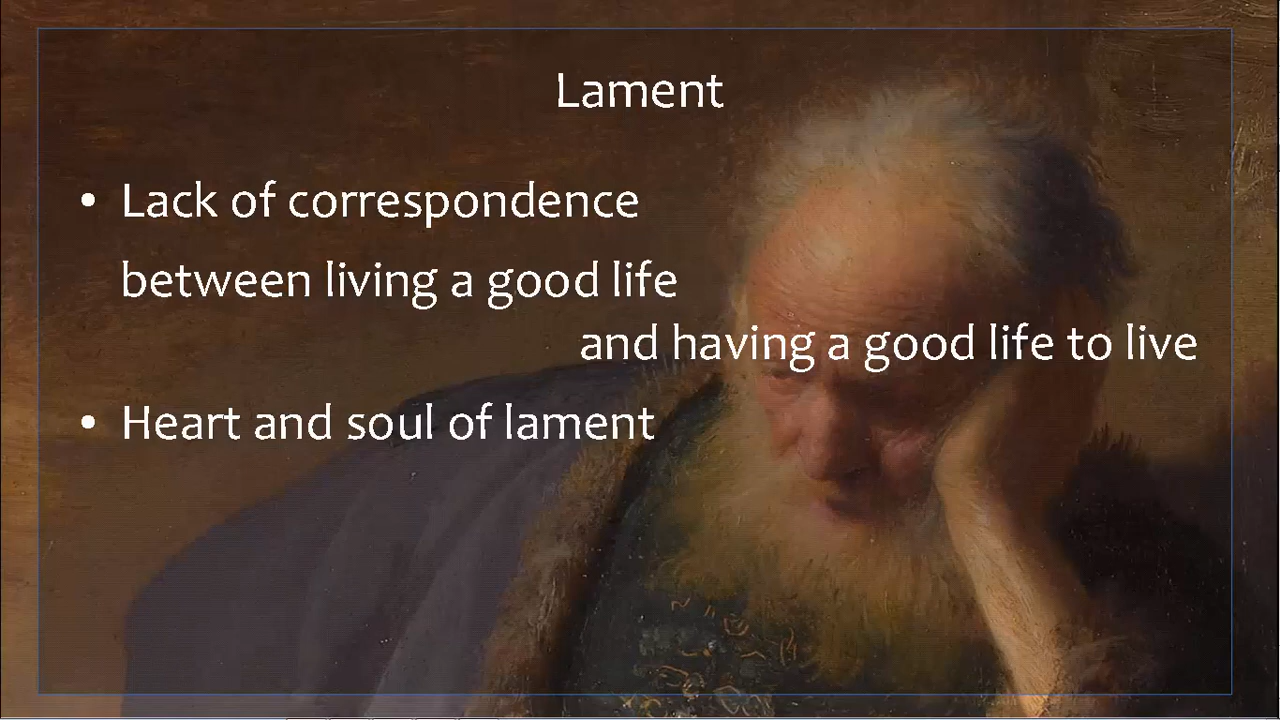 Lament
• Lack of correspondence
between living a good life
and having a good life to live
• Heart and soul of lament